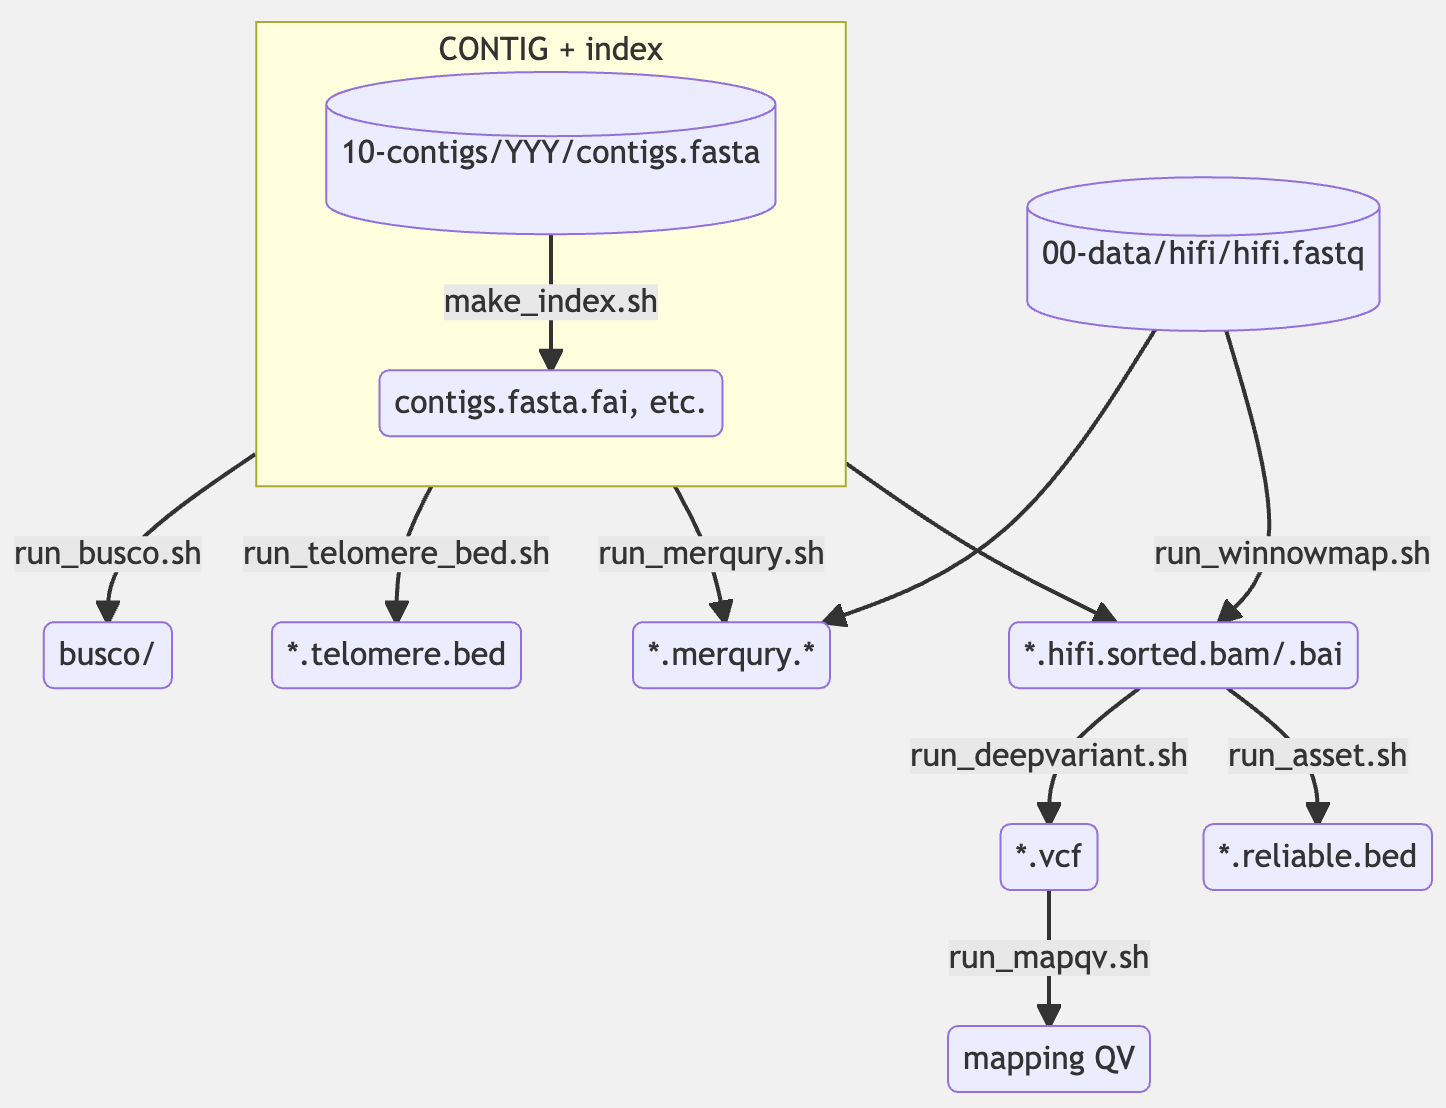 CONTIG + index
10-contigs/YYY/contigs.fasta
00-data/hifi/hifi.fastq
make_index.sh
contigs.fasta.fai, etc.
run_busco.sh
run_telomere_bed.sh
run_merqury.sh
run_winnowmap.sh
busco/
*.telomere.bed
*.merqury.*
*.hifi.sorted.bam/.bai
run_deepvariant.sh
run_asset.sh
*.vcf
*.reliable.bed
run_mapqv.sh
mapping QV